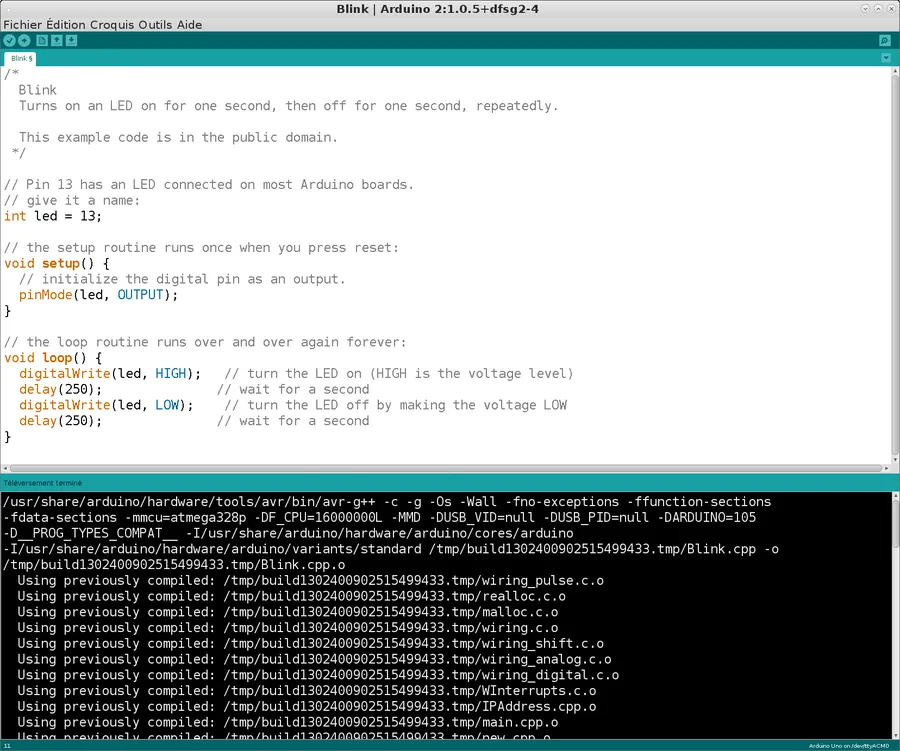 Blink | Arduino 2:1.0.5+dfsg2-4
Fichier Édition Croquis Outils Aide
Blink §
/*
  Blink
  Turns on an LED on for one second, then off for one second, repeatedly.
  This example code is in the public domain.
 */
// Pin 13 has an LED connected on most Arduino boards.
// give it a name:
int led = 13;
// the setup routine runs once when you press reset:
void setup() {
  // initialize the digital pin as an output.
  pinMode(led, OUTPUT);
}
// the loop routine runs over and over again forever:
void loop() {
  digitalWrite(led, HIGH);   // turn the LED on (HIGH is the voltage level)
  delay(250);               // wait for a second
  digitalWrite(led, LOW);    // turn the LED off by making the voltage LOW
  delay(250);               // wait for a second
}
Téléversement terminé
/usr/share/arduino/hardware/tools/avr/bin/avr-g++ -c -g -Os -Wall -fno-exceptions -ffunction-sections
-fdata-sections -mmcu=atmega328p -DF_CPU=16000000L -MMD -DUSB_VID=null -DUSB_PID=null -DARDUINO=105
-D__PROG_TYPES_COMPAT__ -I/usr/share/arduino/hardware/arduino/cores/arduino
-I/usr/share/arduino/hardware/arduino/variants/standard /tmp/build1302400902515499433.tmp/Blink.cpp -o
/tmp/build1302400902515499433.tmp/Blink.cpp.o
  Using previously compiled: /tmp/build1302400902515499433.tmp/wiring_pulse.c.o
  Using previously compiled: /tmp/build1302400902515499433.tmp/realloc.c.o
  Using previously compiled: /tmp/build1302400902515499433.tmp/malloc.c.o
  Using previously compiled: /tmp/build1302400902515499433.tmp/wiring.c.o
  Using previously compiled: /tmp/build1302400902515499433.tmp/wiring_shift.c.o
  Using previously compiled: /tmp/build1302400902515499433.tmp/wiring_analog.c.o
  Using previously compiled: /tmp/build1302400902515499433.tmp/wiring_digital.c.o
  Using previously compiled: /tmp/build1302400902515499433.tmp/WInterrupts.c.o
  Using previously compiled: /tmp/build1302400902515499433.tmp/IPAddress.cpp.o
  Using previously compiled: /tmp/build1302400902515499433.tmp/main.cpp.o
  Using previously compiled: /tmp/build1302400902515499433.tmp/new.cpp.o
11
Arduino Uno on /dev/ttyACM0